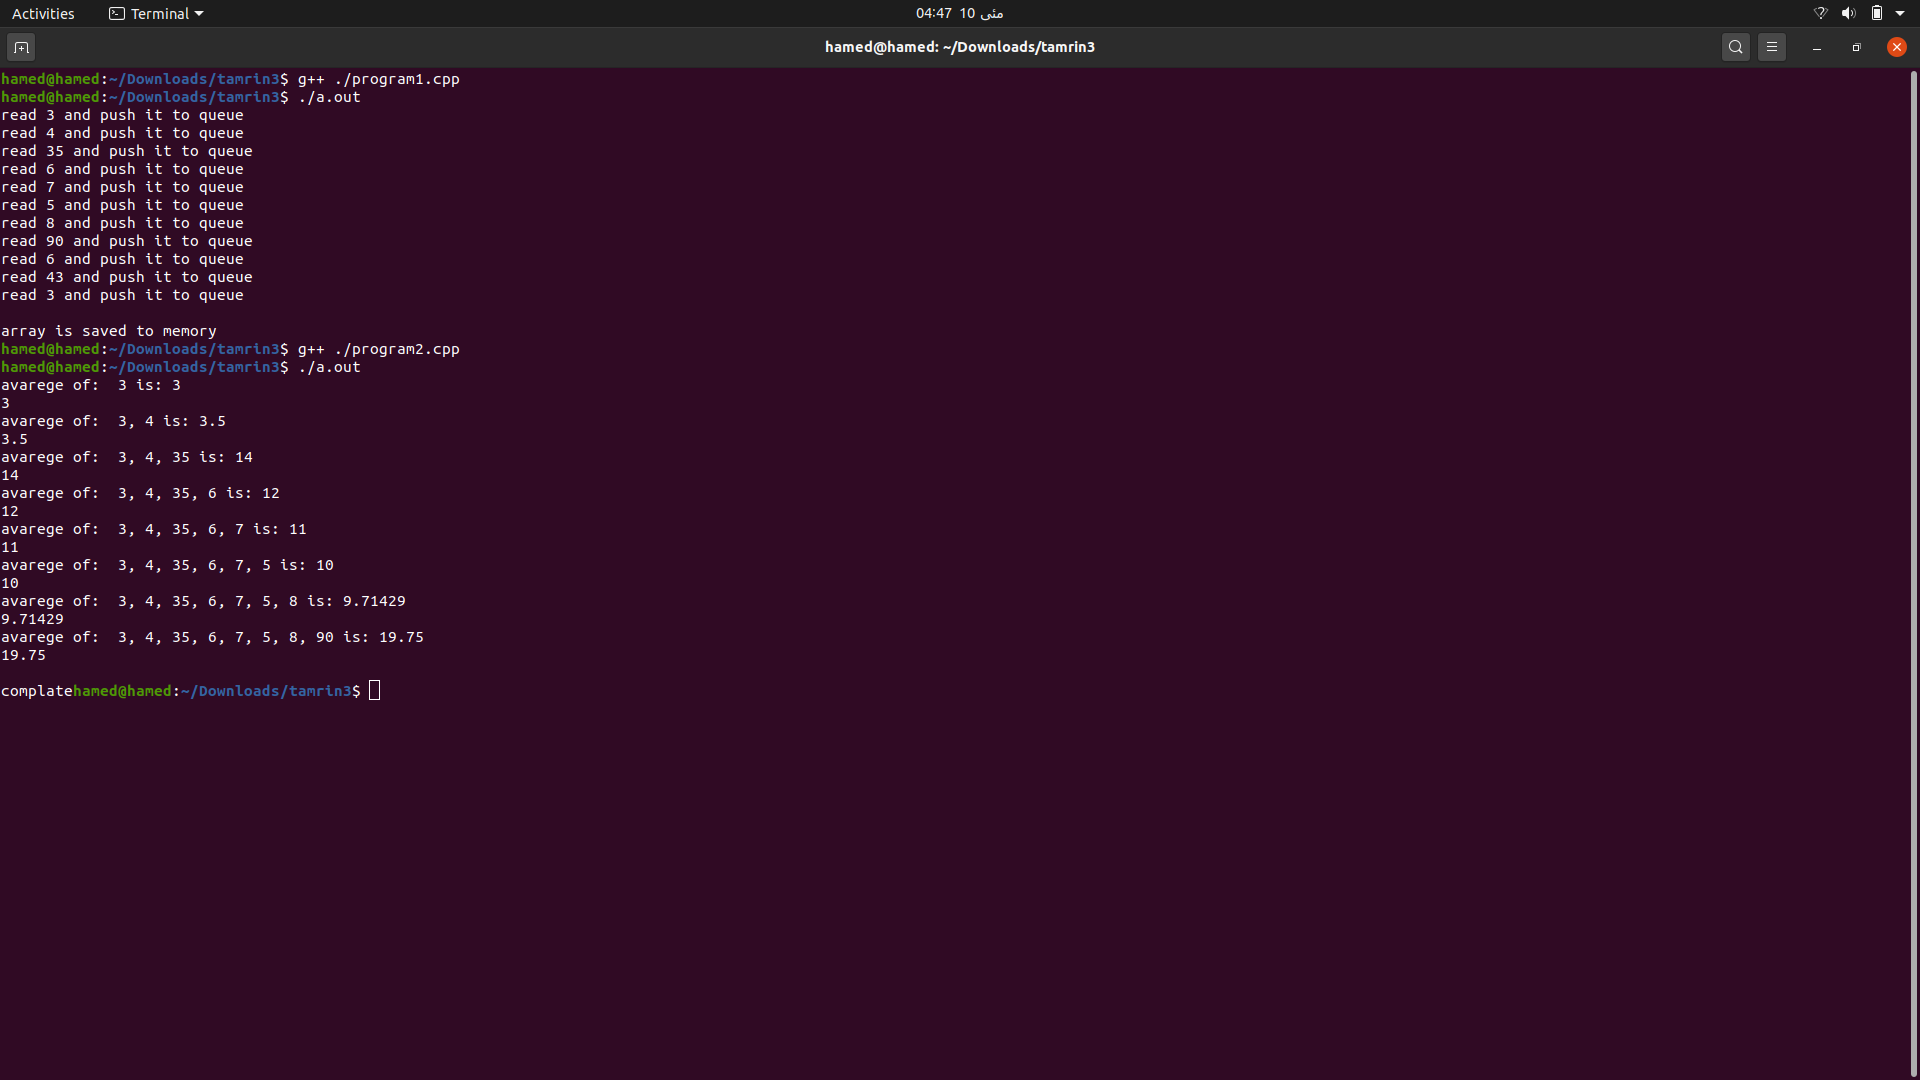 Activities
Terminal
04:47 10 مئی
hamed@hamed: ~/Downloads/tamrin3
hamed@hamed:~/Downloads/tamrin3$ g++ ./program1.cpp
hamed@hamed:~/Downloads/tamrin3$ ./a.out
read 3 and push it to queue
read 4 and push it to queue
read 35 and push it to queue
read 6 and push it to queue
read 7 and push it to queue
read 5 and push it to queue
read 8 and push it to queue
read 90 and push it to queue
read 6 and push it to queue
read 43 and push it to queue
read 3 and push it to queue
array is saved to memory
hamed@hamed:~/Downloads/tamrin3$ g++ ./program2.cpp
hamed@hamed:~/Downloads/tamrin3$ ./a.out
avarege of:  3 is: 3
3
avarege of:  3, 4 is: 3.5
3.5
avarege of:  3, 4, 35 is: 14
14
avarege of:  3, 4, 35, 6 is: 12
12
avarege of:  3, 4, 35, 6, 7 is: 11
11
avarege of:  3, 4, 35, 6, 7, 5 is: 10
10
avarege of:  3, 4, 35, 6, 7, 5, 8 is: 9.71429
9.71429
avarege of:  3, 4, 35, 6, 7, 5, 8, 90 is: 19.75
19.75
complatehamed@hamed:~/Downloads/tamrin3$